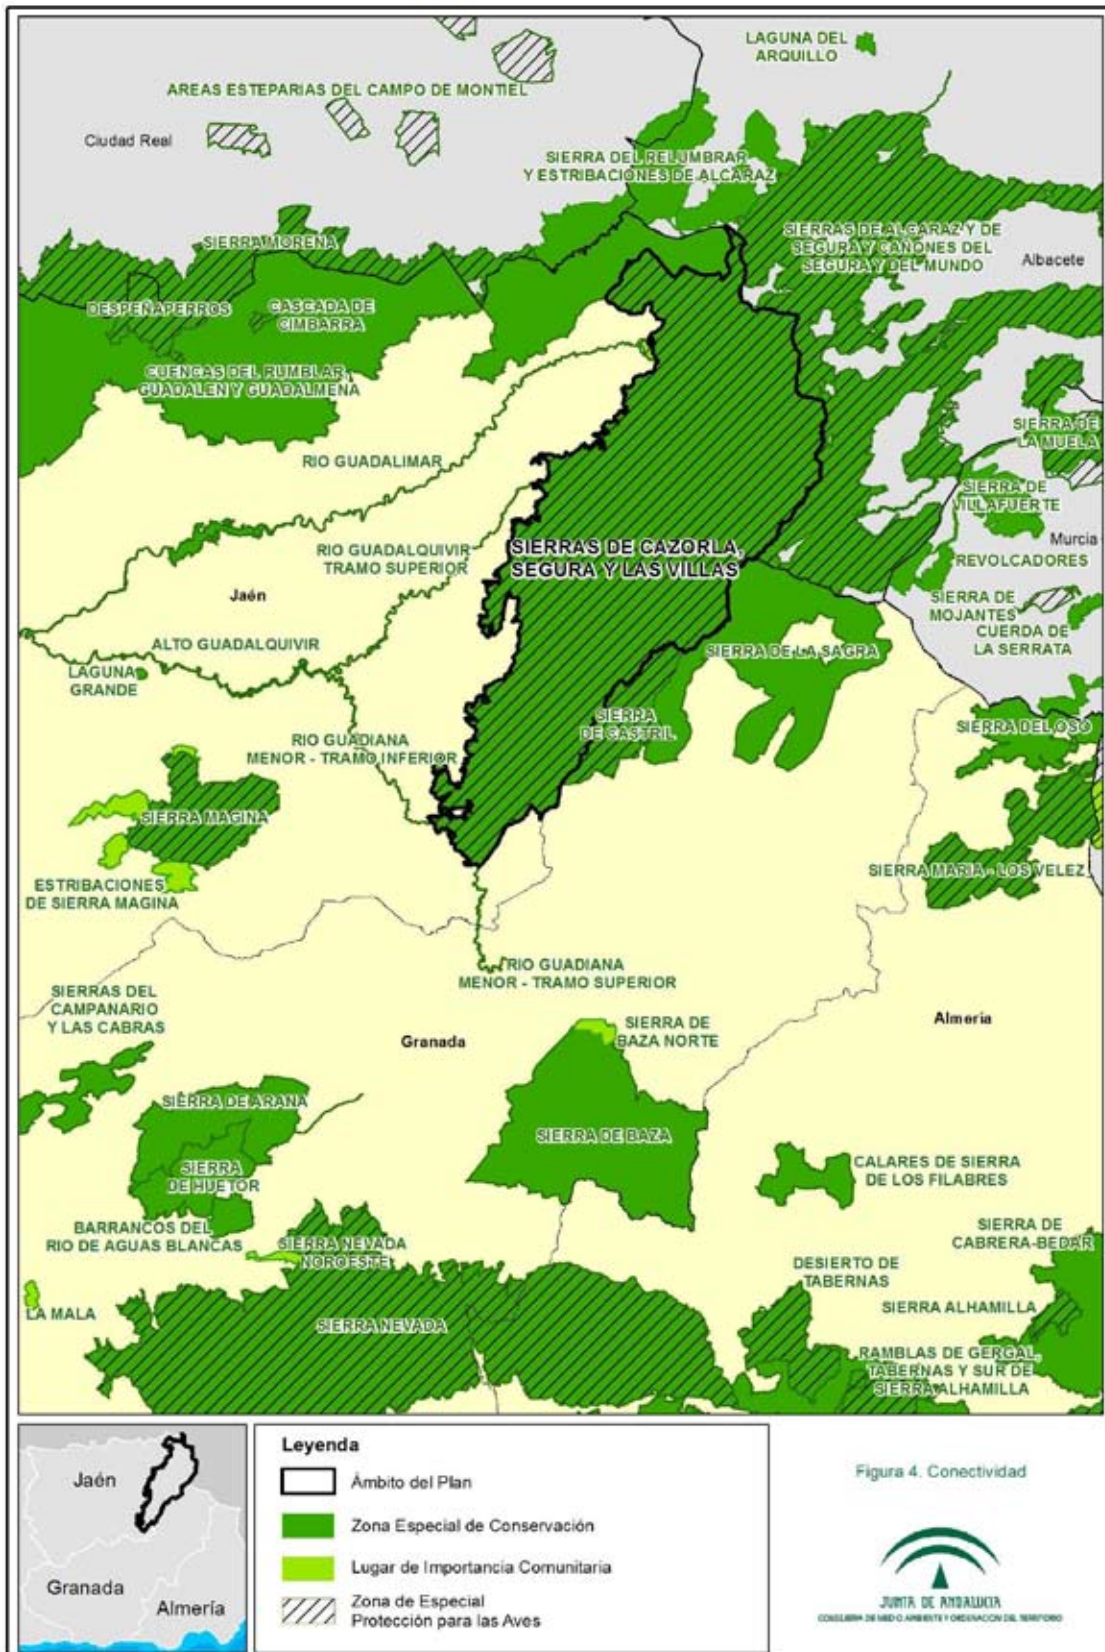 LAGUNA DEL
ARQUILLO
AREAS ESTEPARIAS DEL CAMPO DE MONTIEL
Ciudad Real
SIERRA DEL RELUMBRAR
Y ESTRIBACIONES DE ALCARAZ
SIERRA MORENA
SIERRAS DE ALCARAZ Y DE
SEGURA Y CAÑONES DEL
SEGURA Y DEL MUNDO
Albacete
DESPEÑAPERROS
CASCADA DE
CIMBARRA
CUENCAS DEL RUMBLAR,
GUADALEN Y GUADALMENA
SIERRA DE
LA MUELA
RIO GUADALIMAR
SIERRA DE
VILLAFUERTE
Murcia
RIO GUADALQUIVIR
TRAMO SUPERIOR
SIERRAS DE CAZORLA,
SEGURA Y LAS VILLAS
REVOLCADORES
Jaén
SIERRA DE
MOJANTES
CUERDA DE
LA SERRATA
ALTO GUADALQUIVIR
SIERRA DE LA SAGRA
LAGUNA
GRANDE
SIERRA
DE CASTRIL
SIERRA DEL OSO
RIO GUADIANA
MENOR - TRAMO INFERIOR
SIERRA MAGINA
SIERRA MARIA - LOS VELEZ
ESTRIBACIONES
DE SIERRA MAGINA
RIO GUADIANA
MENOR - TRAMO SUPERIOR
SIERRAS DEL
CAMPANARIO
Y LAS CABRAS
Granada
SIERRA DE
BAZA NORTE
Almería
SIERRA DE ARANA
SIERRA DE BAZA
SIERRA
DE HUETOR
CALARES DE SIERRA
DE LOS FILABRES
BARRANCOS DEL
RIO DE AGUAS BLANCAS
SIERRA NEVADA
NOROESTE
SIERRA DE
CABRERA-BEDAR
DESIERTO DE
TABERNAS
LA MALA
SIERRA ALHAMILLA
SIERRA NEVADA
RAMBLAS DE GERGAL,
TABERNAS Y SUR DE
SIERRA ALHAMILLA
Jaén
Granada
Almería
Leyenda
Ámbito del Plan
Zona Especial de Conservación
Lugar de Importancia Comunitaria
Zona de Especial
Protección para las Aves
Figura 4. Conectividad
JUNTA DE ANDALUCIA
CONSEJERIA DE MEDIO AMBIENTE Y ORDENACION DEL TERRITORIO